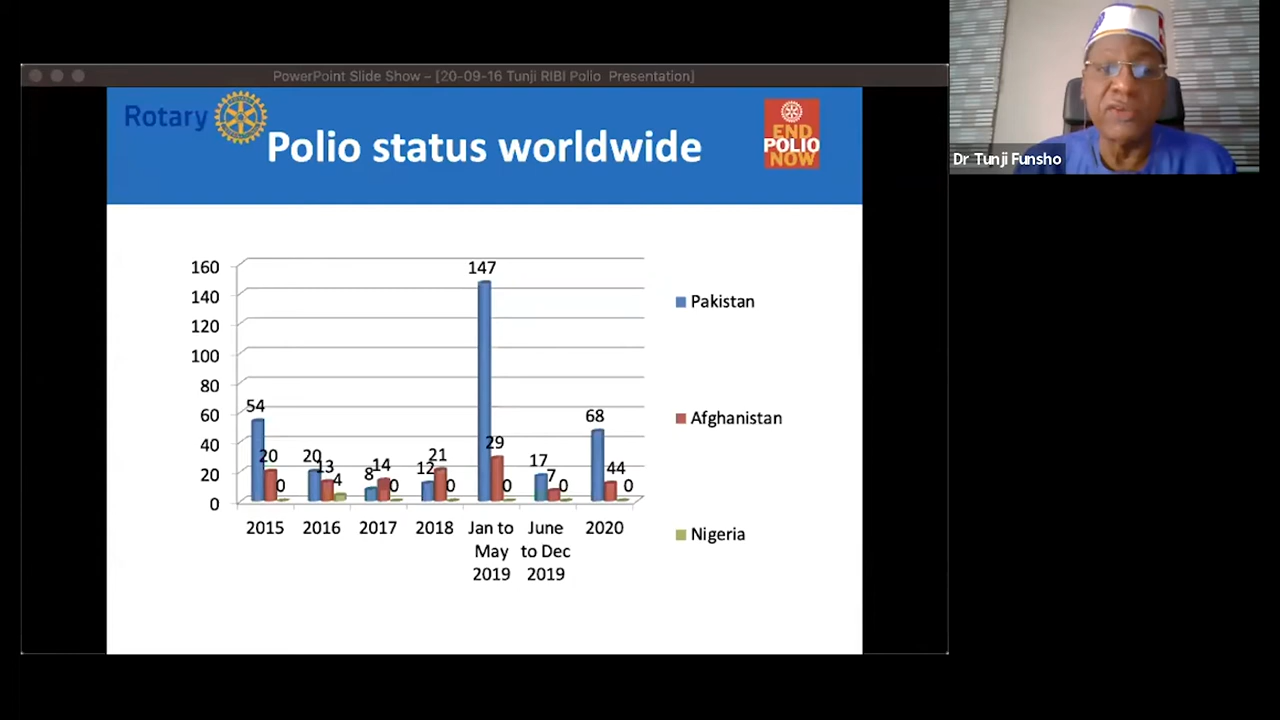 PowerPoint Slide Show – [20-09-16 Tunji RIBI Polio Presentation]
Dr Tunji Funsho
Rotary
Polio status worldwide
END
POLIO
NOW
160
140
120
100
80
60
40
20
0
54
20
0
20
13
4
8
14
0
12
21
0
147
29
0
17
7
0
68
44
0
2015
2016
2017
2018
Jan to
May
2019
June
to Dec
2019
2020
Pakistan
Afghanistan
Nigeria